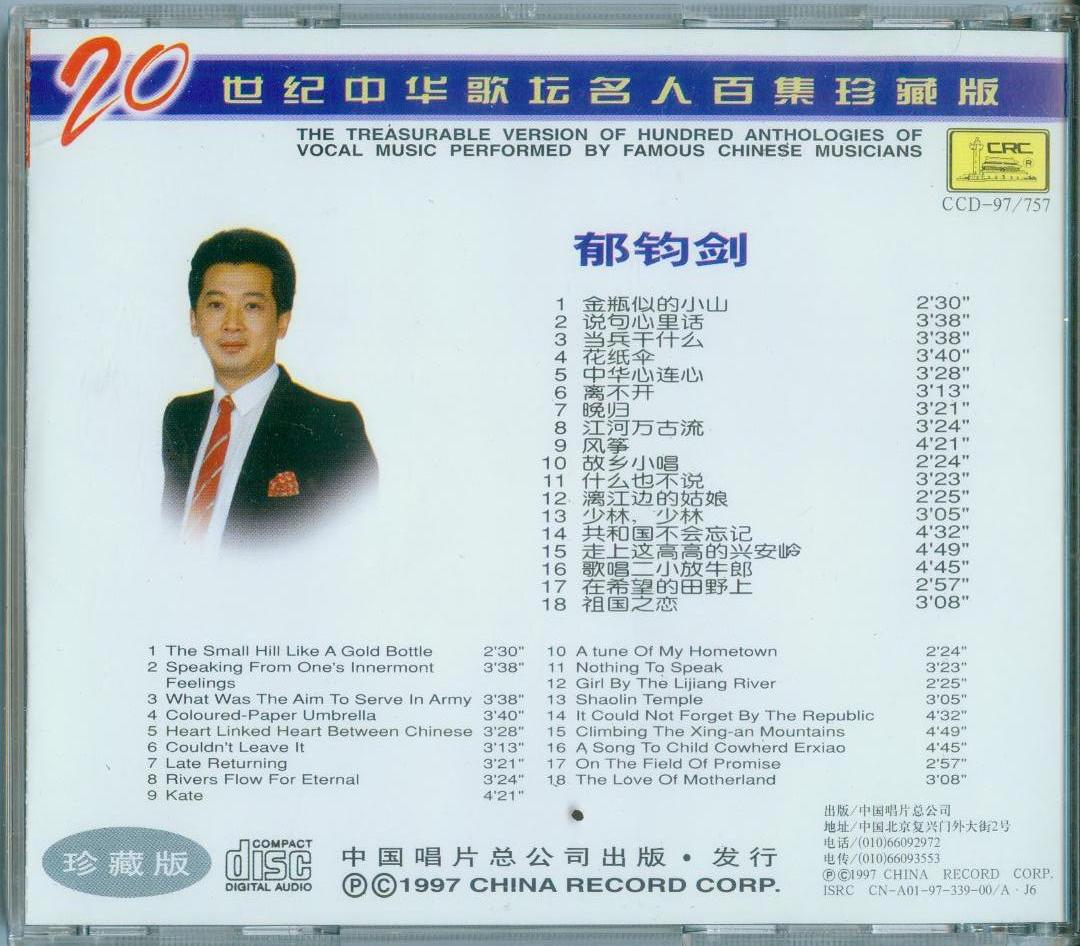 20 世纪中华歌坛名人百集珍藏版
THE TREASURABLE VERSION OF HUNDRED ANTHOLOGIES OF
VOCAL MUSIC PERFORMED BY FAMOUS CHINESE MUSICIANS
CRC ®
CCD-97/757
郁钧剑
1 金瓶似的小山 2'30"
2 说句心里话 3'38"
3 当兵干什么 3'38"
4 花纸伞 3'40"
5 中华心连心 3'28"
6 离不开 3'13"
7 晚归 3'21"
8 江河万古流 3'24"
9 风筝 4'21"
10 故乡小唱 2'24"
11 什么也不说 3'23"
12 漓江边的姑娘 2'25"
13 少林,少林 3'05"
14 共和国不会忘记 4'32"
15 走上这高高的兴安岭 4'49"
16 歌唱二小放牛郎 4'45"
17 在希望的田野上 2'57"
18 祖国之恋 3'08"
1 The Small Hill Like A Gold Bottle 2'30"
2 Speaking From One's Innermont 3'38"
Feelings
3 What Was The Aim To Serve In Army 3'38"
4 Coloured-Paper Umbrella 3'40"
5 Heart Linked Heart Between Chinese 3'28"
6 Couldn't Leave It 3'13"
7 Late Returning 3'21"
8 Rivers Flow For Eternal 3'24"
9 Kate 4'21"
10 A tune Of My Hometown 2'24"
11 Nothing To Speak 3'23"
12 Girl By The Lijiang River 2'25"
13 Shaolin Temple 3'05"
14 It Could Not Forget By The Republic 4'32"
15 Climbing The Xing-an Mountains 4'49"
16 A Song To Child Cowherd Erxiao 4'45"
17 On The Field Of Promise 2'57"
18 The Love Of Motherland 3'08"
珍藏版
COMPACT
disc
DIGITAL AUDIO
中国唱片总公司出版·发行
ⓅⒸ1997 CHINA RECORD CORP.
出版/中国唱片总公司
地址/中国北京复兴门外大街2号
电话/(010)66092972
电传/(010)66093553
ⓅⒸ1997 CHINA RECORD CORP.
ISRC CN-A01-97-339-00/A·J6